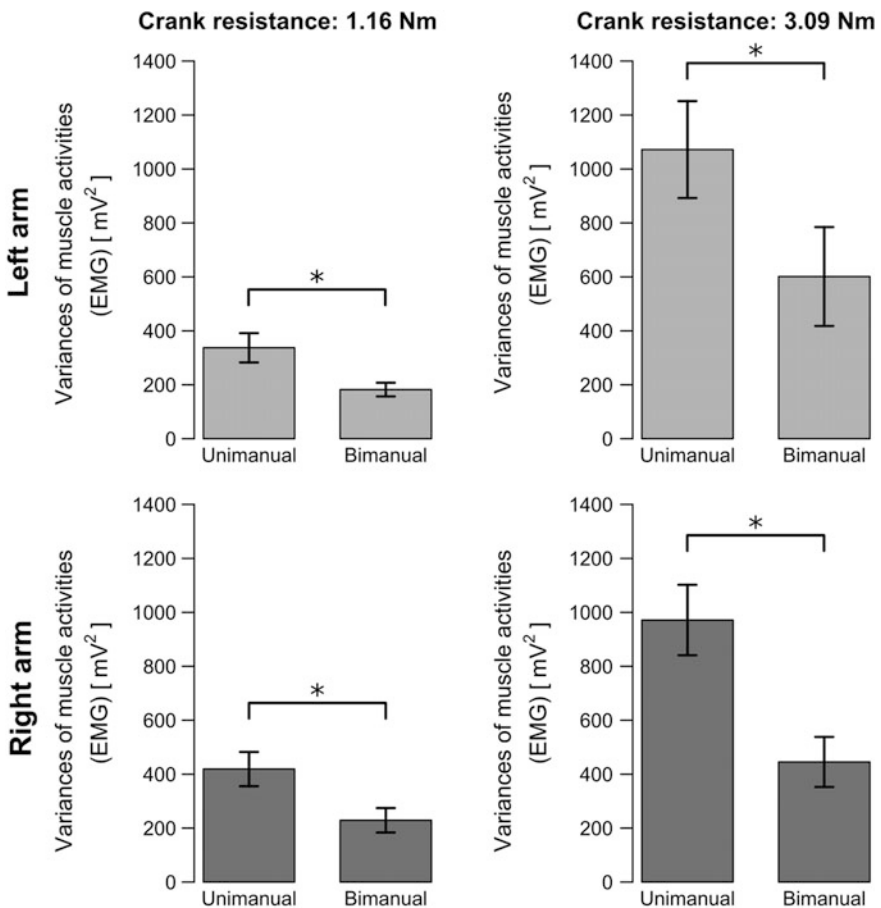 Crank resistance: 1.16 Nm
Crank resistance: 3.09 Nm
Left arm
Variances of muscle activities
(EMG) [ mV² ]
1400
1200
1000
800
600
400
200
0
*
Unimanual Bimanual
Variances of muscle activities
(EMG) [ mV² ]
1400
1200
1000
800
600
400
200
0
*
Unimanual Bimanual
Right arm
Variances of muscle activities
(EMG) [ mV² ]
1400
1200
1000
800
600
400
200
0
*
Unimanual Bimanual
Variances of muscle activities
(EMG) [ mV² ]
1400
1200
1000
800
600
400
200
0
*
Unimanual Bimanual